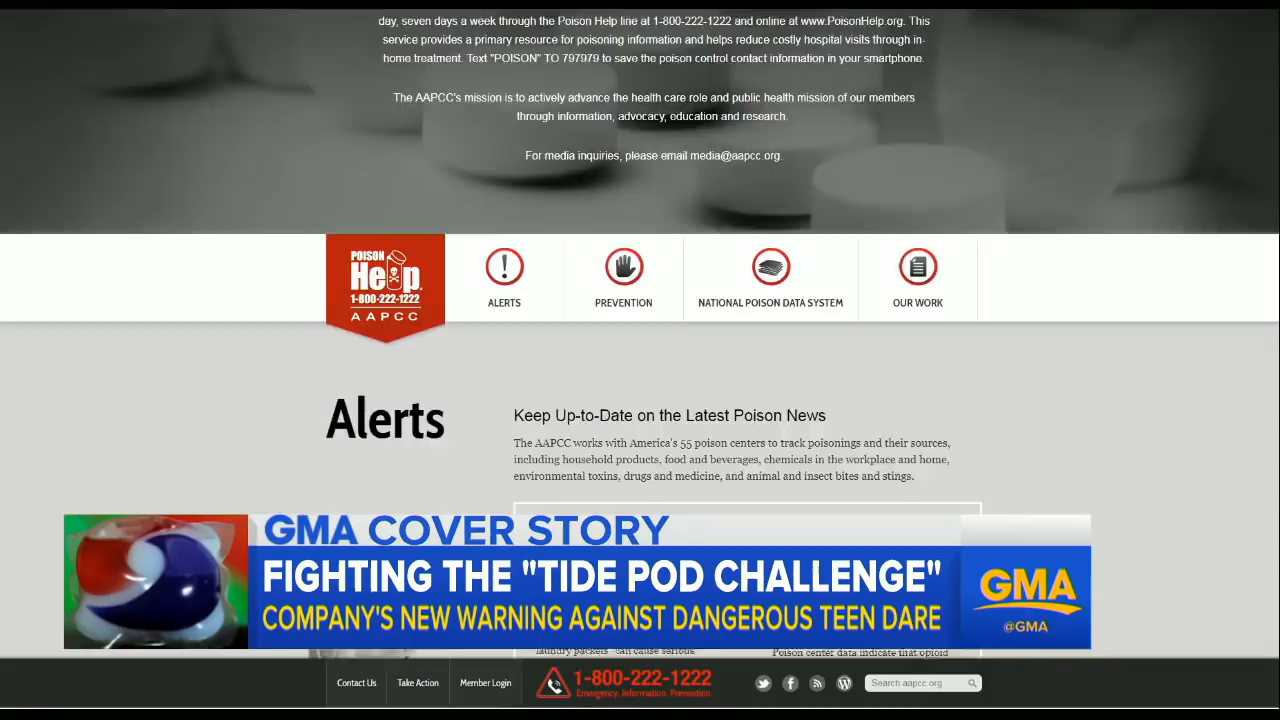 day, seven days a week through the Poison Help line at 1-800-222-1222 and online at www.PoisonHelp.org. This
service provides a primary resource for poisoning information and helps reduce costly hospital visits through in-
home treatment. Text "POISON" TO 797979 to save the poison control contact information in your smartphone.
The AAPCC's mission is to actively advance the health care role and public health mission of our members
through information, advocacy, education and research.
For media inquiries, please email media@aapcc.org.
POISON
Help
1-800-222-1222
AAPCC
ALERTS
PREVENTION
NATIONAL POISON DATA SYSTEM
OUR WORK
Alerts
Keep Up-to-Date on the Latest Poison News
The AAPCC works with America's 55 poison centers to track poisonings and their sources,
including household products, food and beverages, chemicals in the workplace and home,
environmental toxins, drugs and medicine, and animal and insect bites and stings.
GMA COVER STORY
FIGHTING THE "TIDE POD CHALLENGE"
COMPANY'S NEW WARNING AGAINST DANGEROUS TEEN DARE
GMA
@GMA
laundry packets can cause serious
Poison center data indicate that opioid
Contact Us
Take Action
Member Login
1-800-222-1222
Emergency. Information. Prevention.
Search aapcc.org